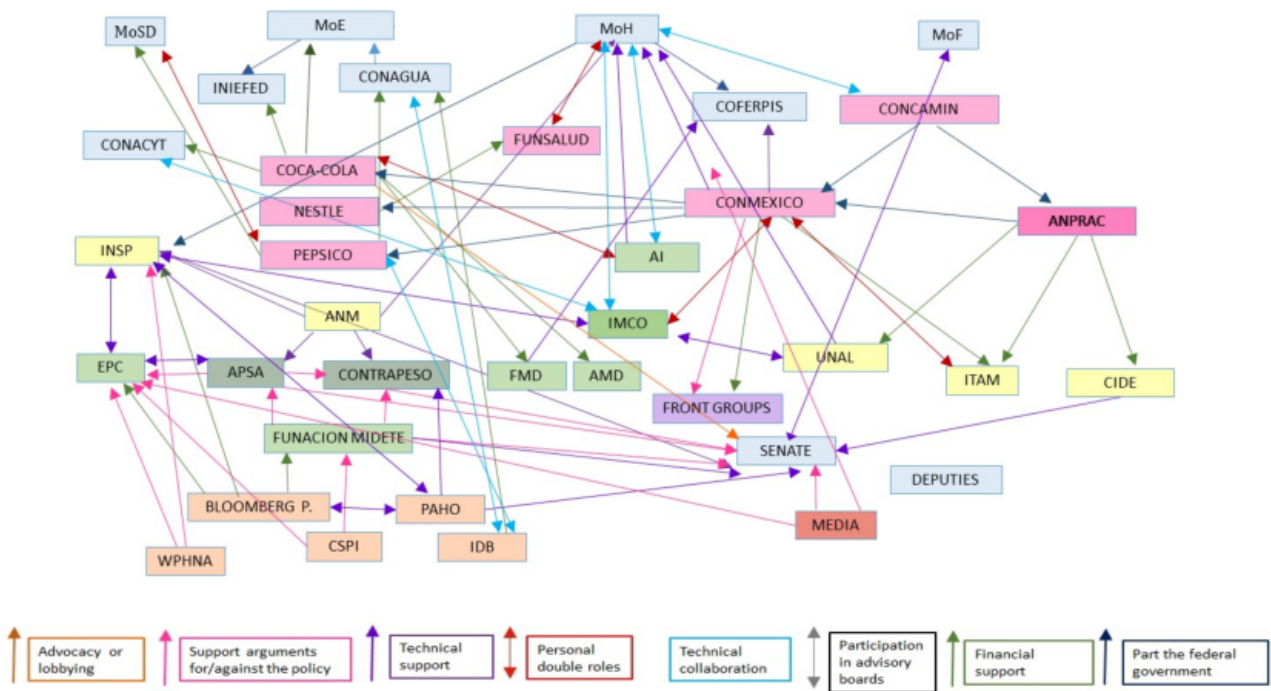 MoSD
MoE
MoH
MoF
INIEFED
CONAGUA
COFERPIS
CONCAMIN
CONACYT
FUNSALUD
COCA-COLA
NESTLE
CONMEXICO
ANPRAC
INSP
PEPSICO
AI
ANM
IMCO
UNAL
EPC
APSA
CONTRAPESO
FMD
AMD
ITAM
CIDE
FRONT GROUPS
FUNACION MIDETE
SENATE
DEPUTIES
BLOOMBERG P.
PAHO
MEDIA
WPHNA
CSPI
IDB
Advocacy or
lobbying
Support arguments
for/against the policy
Technical
support
Personal
double roles
Technical
collaboration
Participation
in advisory
boards
Financial
support
Part the federal
government